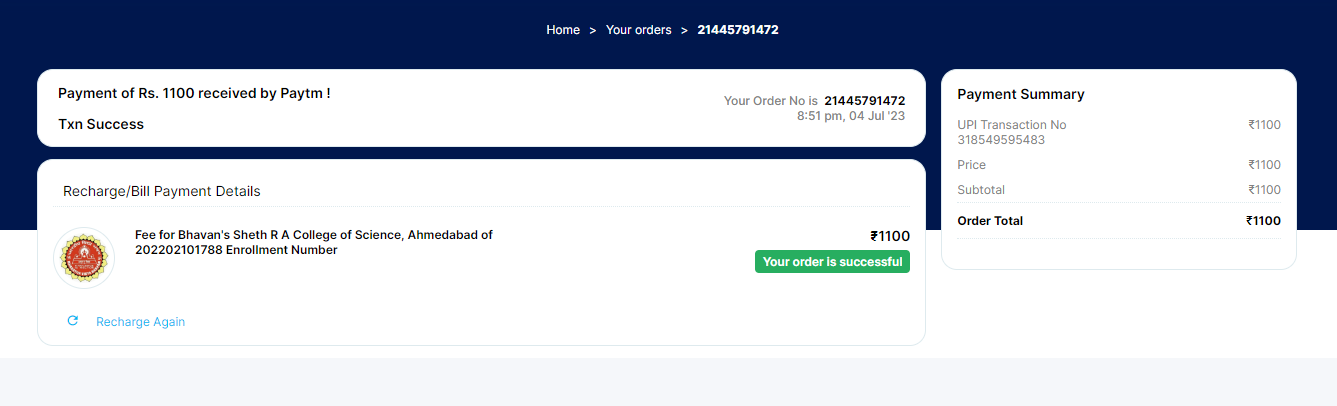 Home > Your orders > 21445791472
Payment of Rs. 1100 received by Paytm !
Txn Success
Your Order No is 21445791472
8:51 pm, 04 Jul '23
Recharge/Bill Payment Details
Fee for Bhavan's Sheth R A College of Science, Ahmedabad of
202202101788 Enrollment Number
₹1100
Your order is successful
Recharge Again
Payment Summary
UPI Transaction No ₹1100
318549595483
Price ₹1100
Subtotal ₹1100
Order Total ₹1100